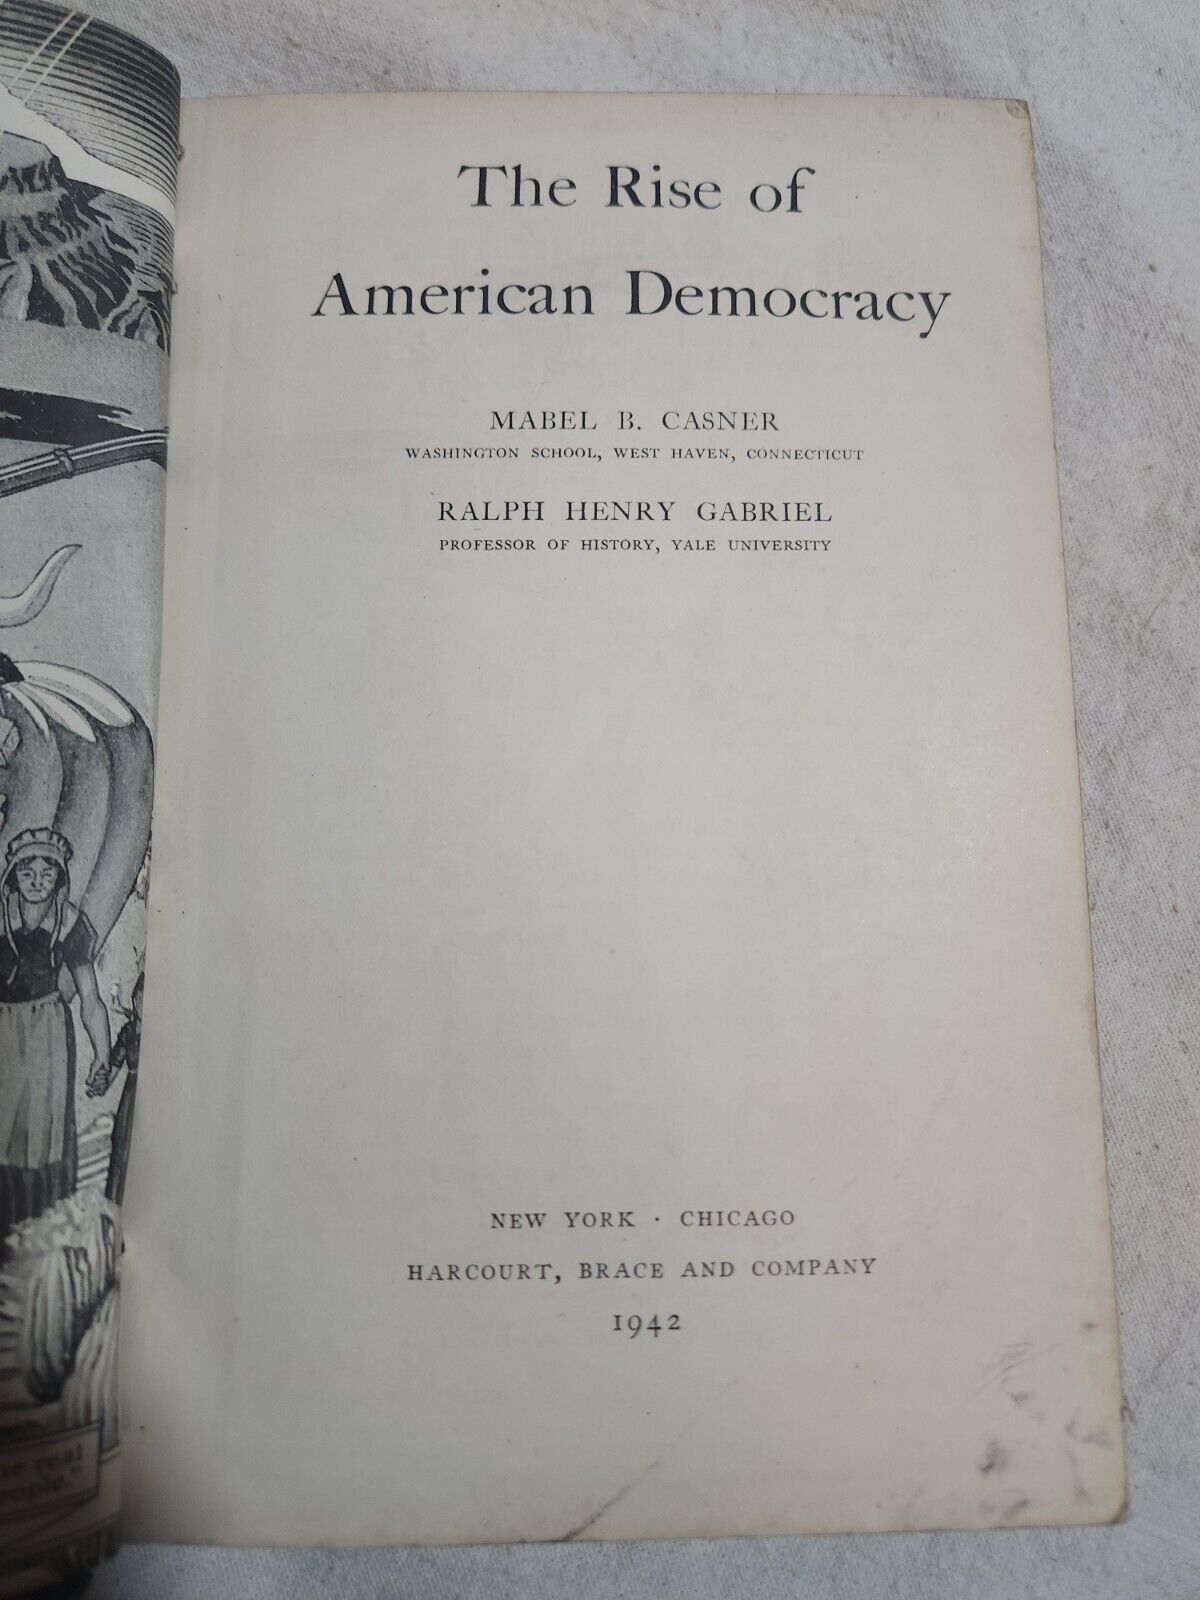 The Rise of
American Democracy
MABEL B. CASNER
WASHINGTON SCHOOL, WEST HAVEN, CONNECTICUT
RALPH HENRY GABRIEL
PROFESSOR OF HISTORY, YALE UNIVERSITY
NEW YORK · CHICAGO
HARCOURT, BRACE AND COMPANY
1942
real